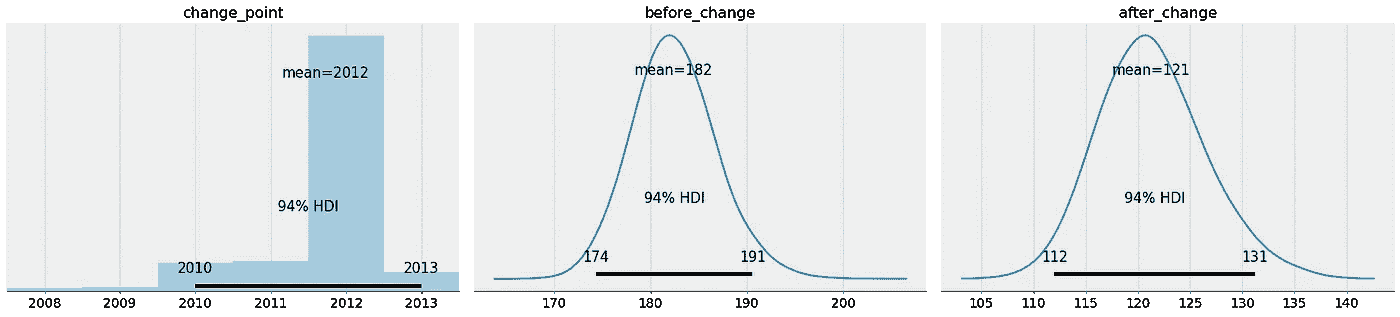 change_point
mean=2012
94% HDI
2010 2013
2008 2009 2010 2011 2012 2013
before_change
mean=182
94% HDI
174 191
170 180 190 200
after_change
mean=121
94% HDI
112 131
105 110 115 120 125 130 135 140